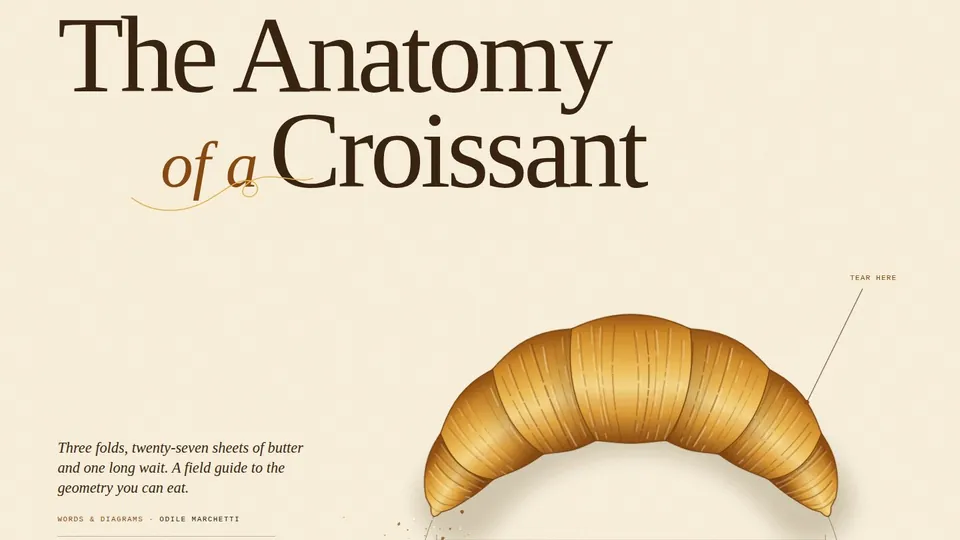 The Anatomy
of a Croissant
TEAR HERE
Three folds, twenty-seven sheets of butter
and one long wait. A field guide to the
geometry you can eat.
WORDS & DIAGRAMS - ODILE MARCHETTI